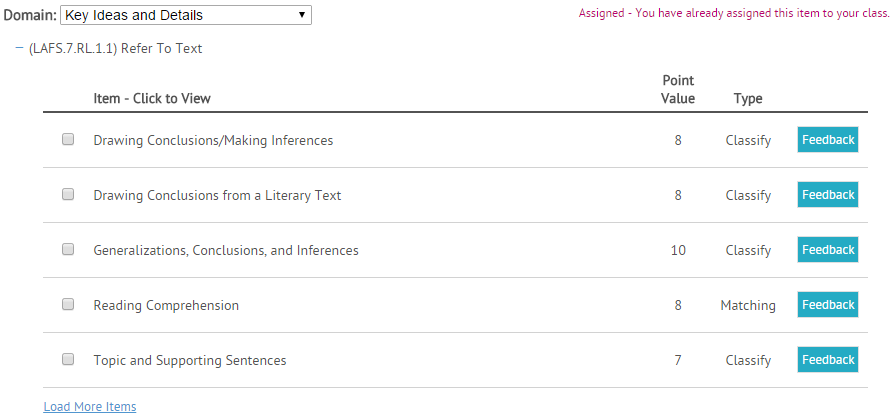 Domain: Key Ideas and Details
Assigned - You have already assigned this item to your class.
(LAFS.7.RL.1.1) Refer To Text
Item - Click to View Point Value Type
Drawing Conclusions/Making Inferences 8 Classify Feedback
Drawing Conclusions from a Literary Text 8 Classify Feedback
Generalizations, Conclusions, and Inferences 10 Classify Feedback
Reading Comprehension 8 Matching Feedback
Topic and Supporting Sentences 7 Classify Feedback
Load More Items